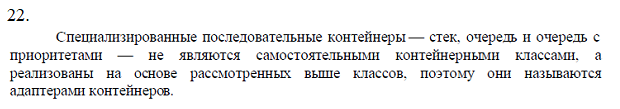 22.
Специализированные последовательные контейнеры — стек, очередь и очередь с
приоритетами — не являются самостоятельными контейнерными классами, а
реализованы на основе рассмотренных выше классов, поэтому они называются
адаптерами контейнеров.